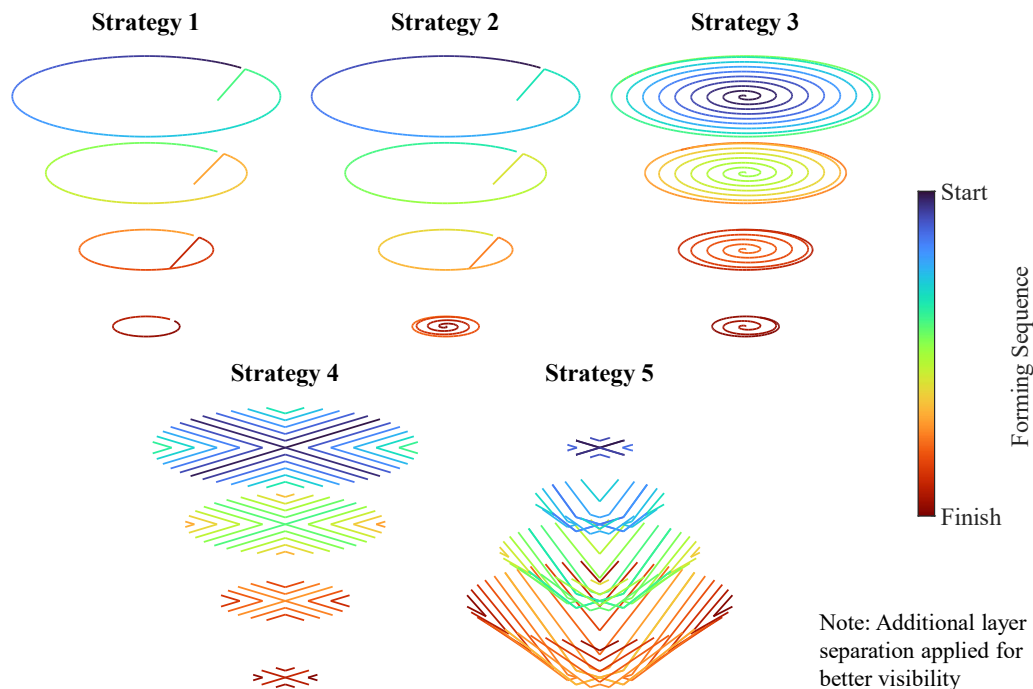 Strategy 1
Strategy 2
Strategy 3
Start
Forming Sequence
Finish
Strategy 4
Strategy 5
Note: Additional layer
separation applied for
better visibility